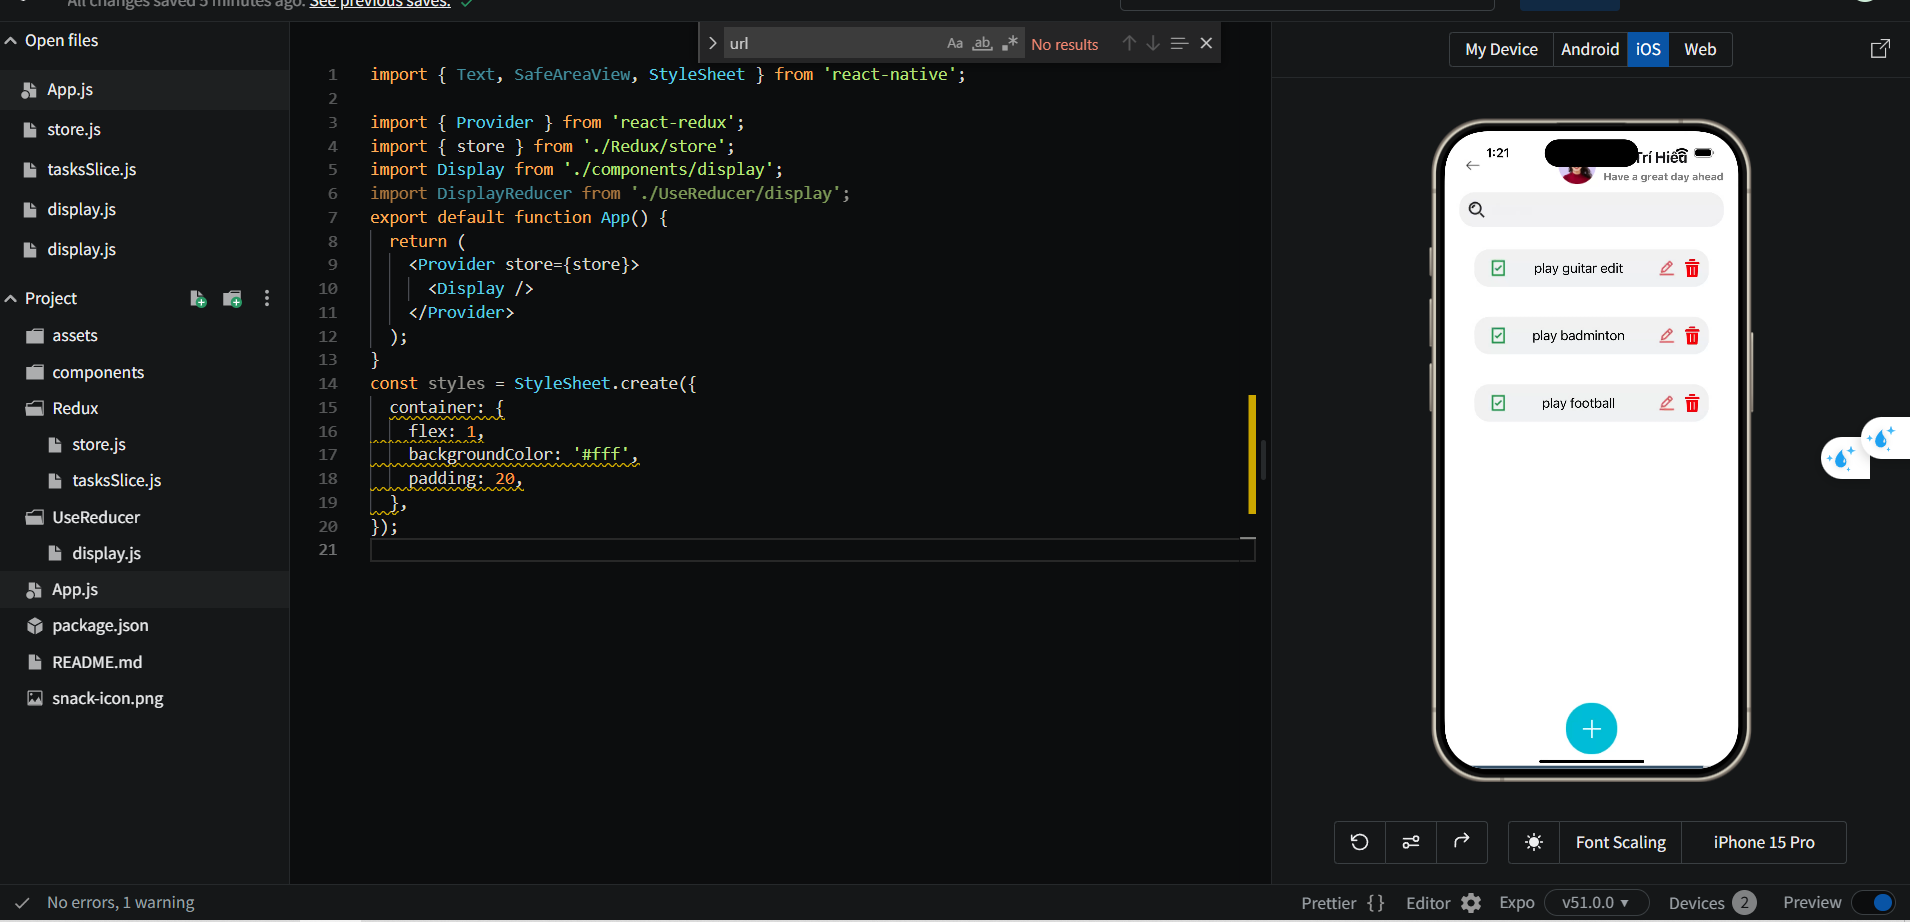 All changes saved 5 minutes ago. See previous saves.
Open files
App.js
store.js
tasksSlice.js
display.js
display.js
Project
assets
components
Redux
store.js
tasksSlice.js
UseReducer
display.js
App.js
package.json
README.md
snack-icon.png
url
Aa
ab
No results
1 import { Text, SafeAreaView, StyleSheet } from 'react-native';
2
3 import { Provider } from 'react-redux';
4 import { store } from './Redux/store';
5 import Display from './components/display';
6 import DisplayReducer from './UseReducer/display';
7 export default function App() {
8 return (
9 <Provider store={store}>
10 <Display />
11 </Provider>
12 );
13 }
14 const styles = StyleSheet.create({
15 container: {
16 flex: 1,
17 backgroundColor: '#fff',
18 padding: 20,
19 },
20 });
21
My Device Android iOS Web
1:21
Trí Hiếu
Have a great day ahead
play guitar edit
play badminton
play football
+
Font Scaling
iPhone 15 Pro
No errors, 1 warning
Prettier {} Editor Expo v51.0.0 Devices 2 Preview